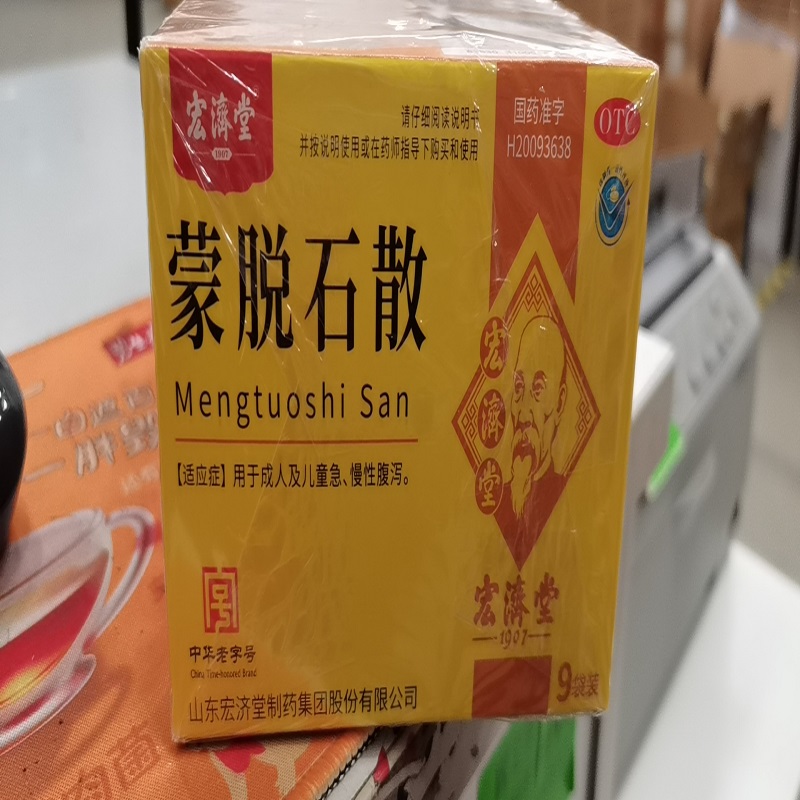 宏濟堂
1907
请仔细阅读说明书
并按说明使用或在药师指导下购买和使用
国药准字
H20093638
OTC
蒙脱石散
Mengtuoshi San
【适应症】用于成人及儿童急、慢性腹泻。
宏濟堂
宏濟堂
1907
中华老字号
China Time-honored Brand
山东宏济堂制药集团股份有限公司
9袋装